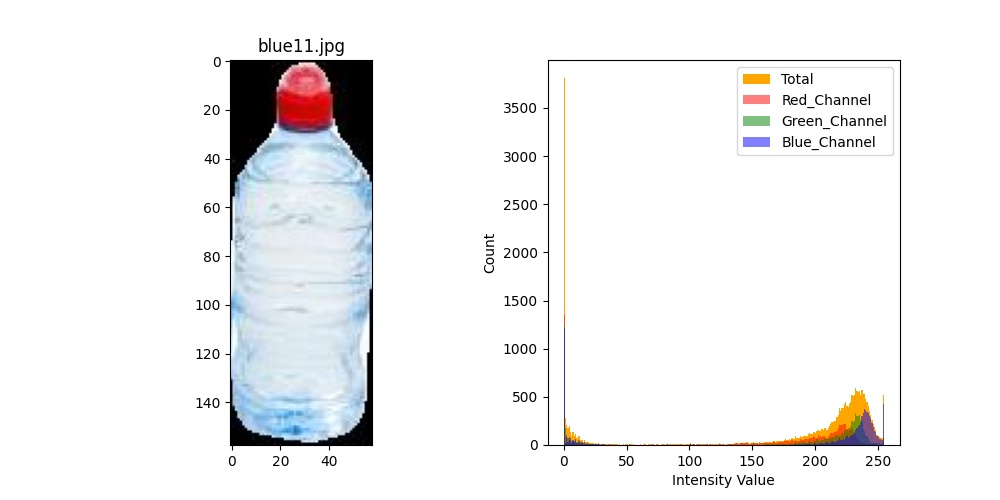 blue11.jpg
0
20
40
60
80
100
120
140
0 20 40
Total
Red_Channel
Green_Channel
Blue_Channel
3500
3000
2500
2000
1500
1000
500
0
Count
0 50 100 150 200 250
Intensity Value